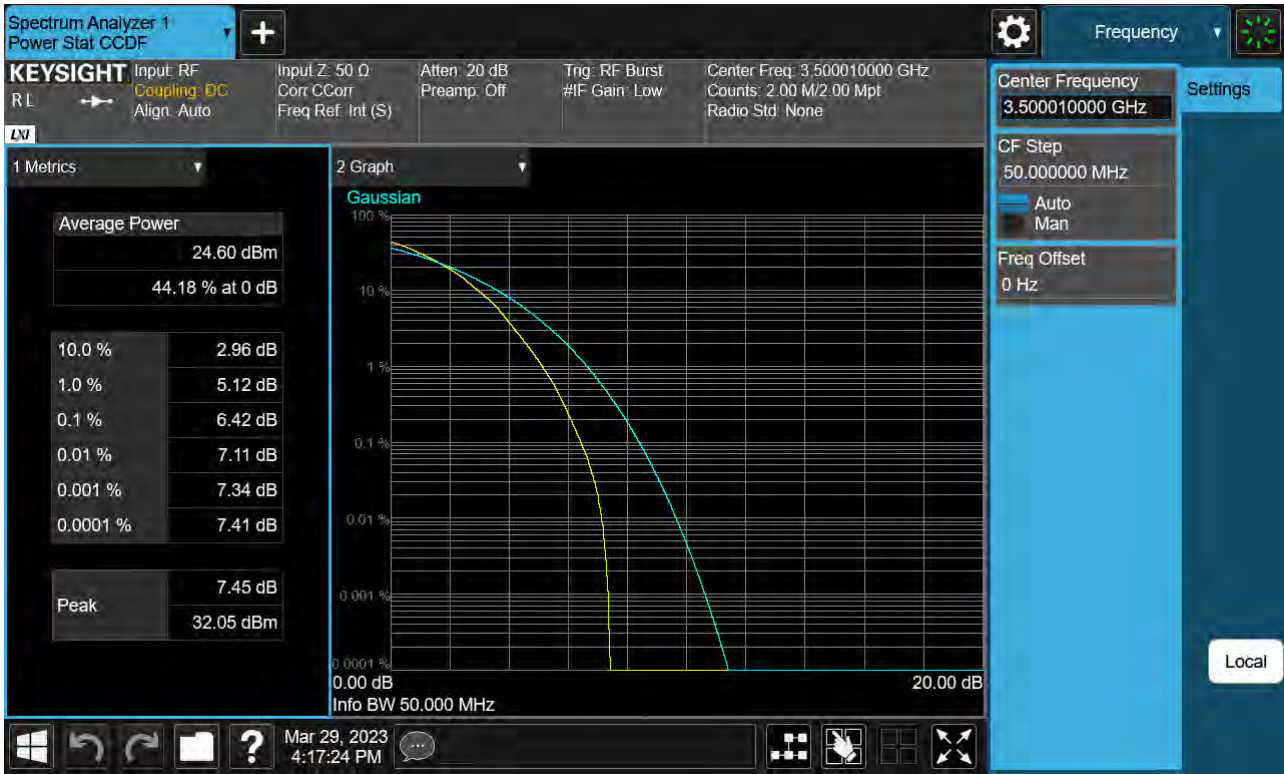 Spectrum Analyzer 1
Power Stat CCDF
+
Frequency
KEYSIGHT
RL
LXI
Input: RF
Coupling: DC
Align: Auto
Input Z: 50 Ω
Corr CCorr
Freq Ref: Int (S)
Atten: 20 dB
Preamp: Off
Trig: RF Burst
#IF Gain: Low
Center Freq: 3.500010000 GHz
Counts: 2.00 M/2.00 Mpt
Radio Std: None
Center Frequency
3.500010000 GHz
Settings
CF Step
50.000000 MHz
Auto
Man
Freq Offset
0 Hz
Local
1 Metrics
Average Power
24.60 dBm
44.18 % at 0 dB
10.0 % 2.96 dB
1.0 % 5.12 dB
0.1 % 6.42 dB
0.01 % 7.11 dB
0.001 % 7.34 dB
0.0001 % 7.41 dB
Peak 7.45 dB
32.05 dBm
2 Graph
Gaussian
100 %
10 %
1 %
0.1 %
0.01 %
0.001 %
0.0001 %
0.00 dB 20.00 dB
Info BW 50.000 MHz
?
Mar 29, 2023
4:17:24 PM